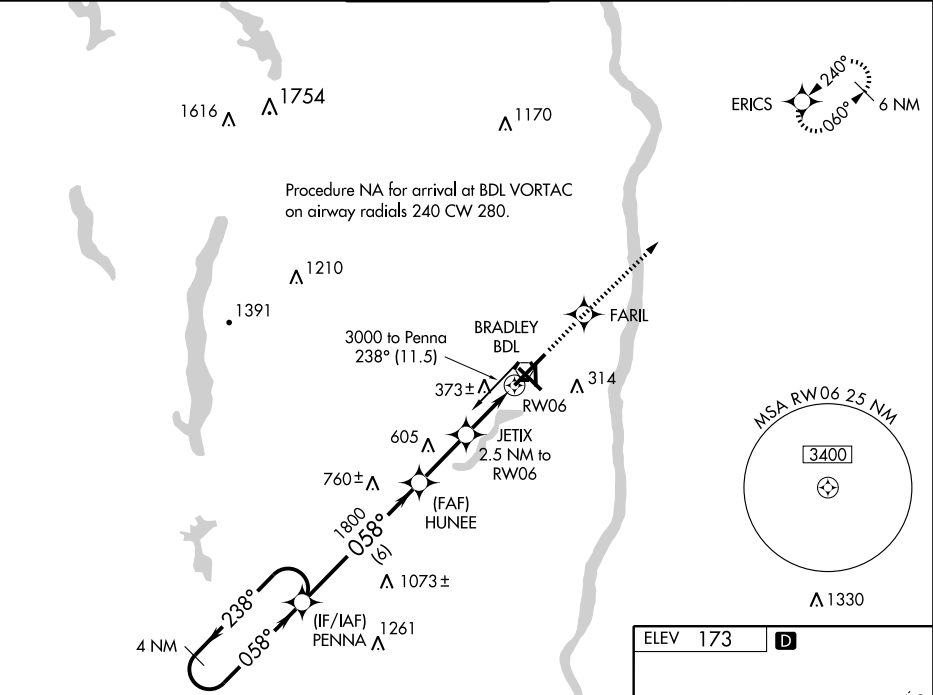 1616
1754
1170
ERICS
240°
060°
6 NM
Procedure NA for arrival at BDL VORTAC
on airway radials 240 CW 280.
1210
1391
3000 to Penna
238° (11.5)
BRADLEY
BDL
FARIL
373±
314
RW06
605
JETIX
2.5 NM to
RW06
760±
(FAF)
HUNEE
1800
058°
(6)
1073±
238°
058°
4 NM
(IF/IAF)
PENNA
1261
MSA RW06 25 NM
3400
1330
ELEV 173
D